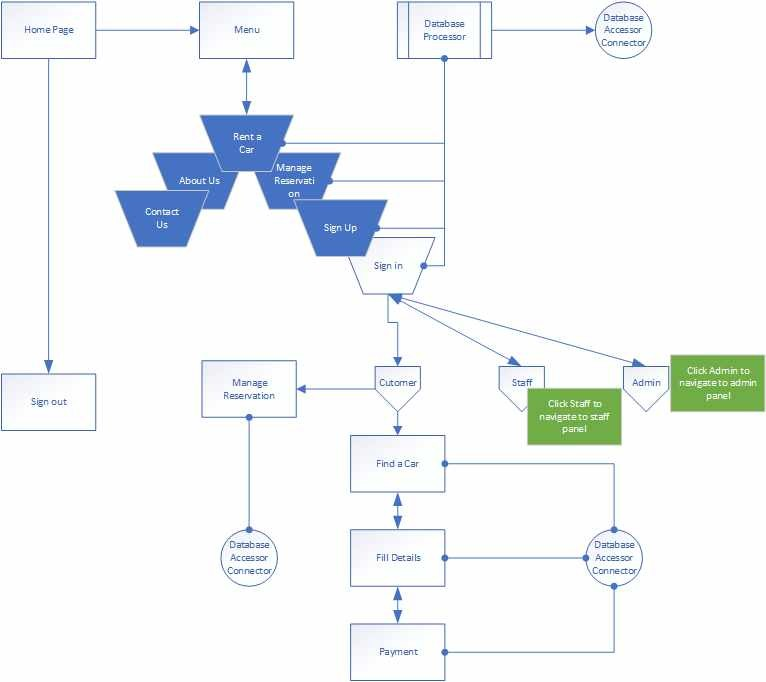 Home Page
Menu
Database
Processor
Database
Accessor
Connector
Rent a
Car
About Us
Manage
Reservati
on
Contact
Us
Sign Up
Sign in
Sign out
Manage
Reservation
Cutomer
Staff
Admin
Click Admin to
navigate to admin
panel
Click Staff to
navigate to staff
panel
Find a Car
Database
Accessor
Connector
Fill Details
Database
Accessor
Connector
Payment